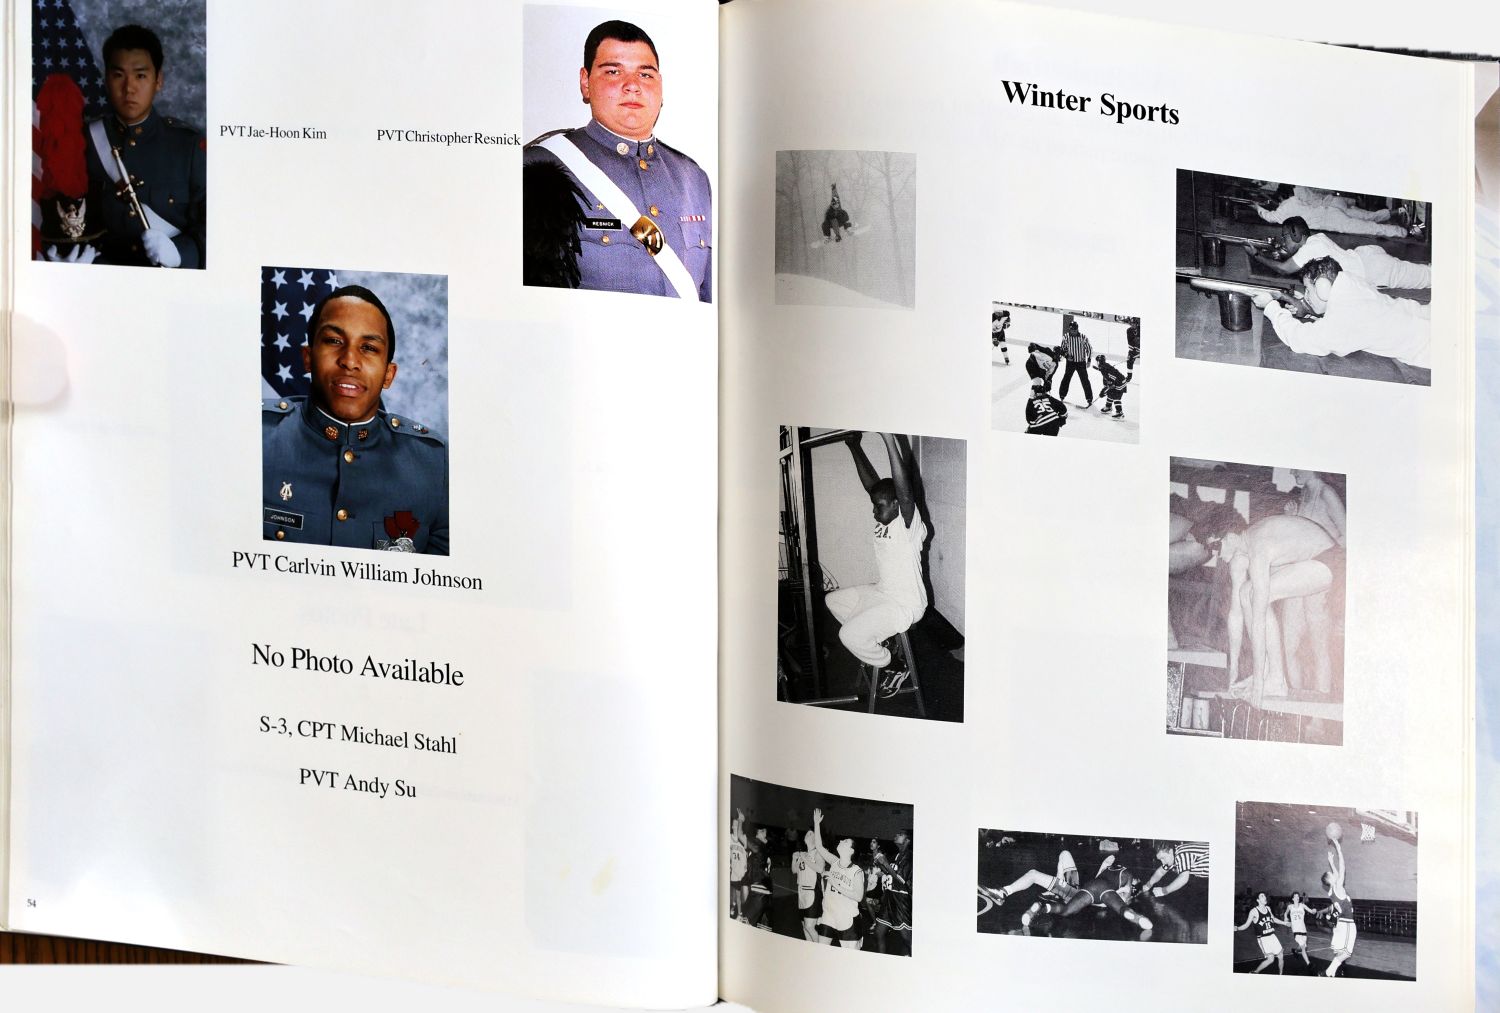 PVT Jae-Hoon Kim
PVT Christopher Resnick
RESNICK
JOHNSON
PVT Carlvin William Johnson
No Photo Available
S-3, CPT Michael Stahl
PVT Andy Su
54
Winter Sports
35